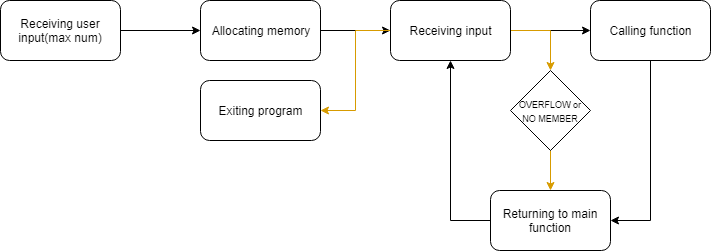 Receiving user
input(max num)
Allocating memory
Receiving input
Calling function
Exiting program
OVERFLOW or
NO MEMBER
Returning to main
function